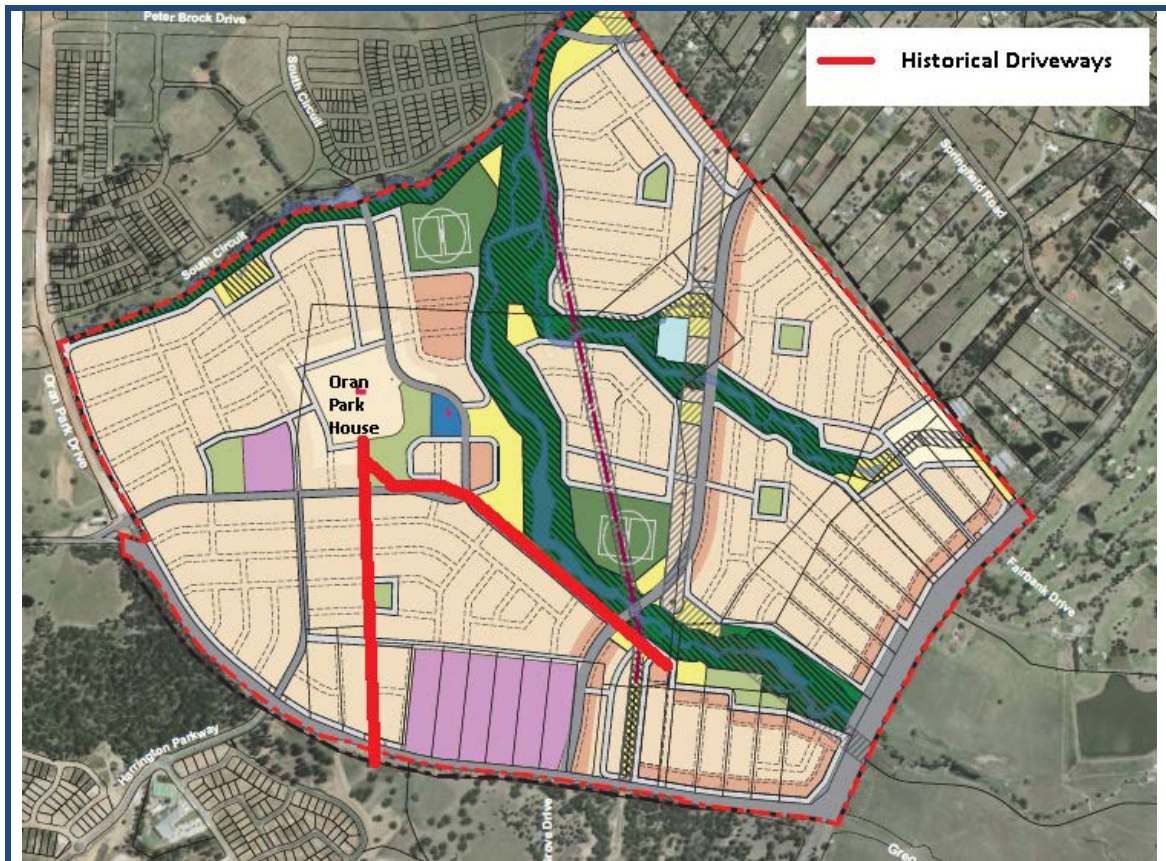 Peter Brock Drive
Historical Driveways
South Circuit
Springfield Road
South Circuit
Oran Park Drive
Oran
Park
House
Fairbank Drive
Harrington Parkway
Grove Drive